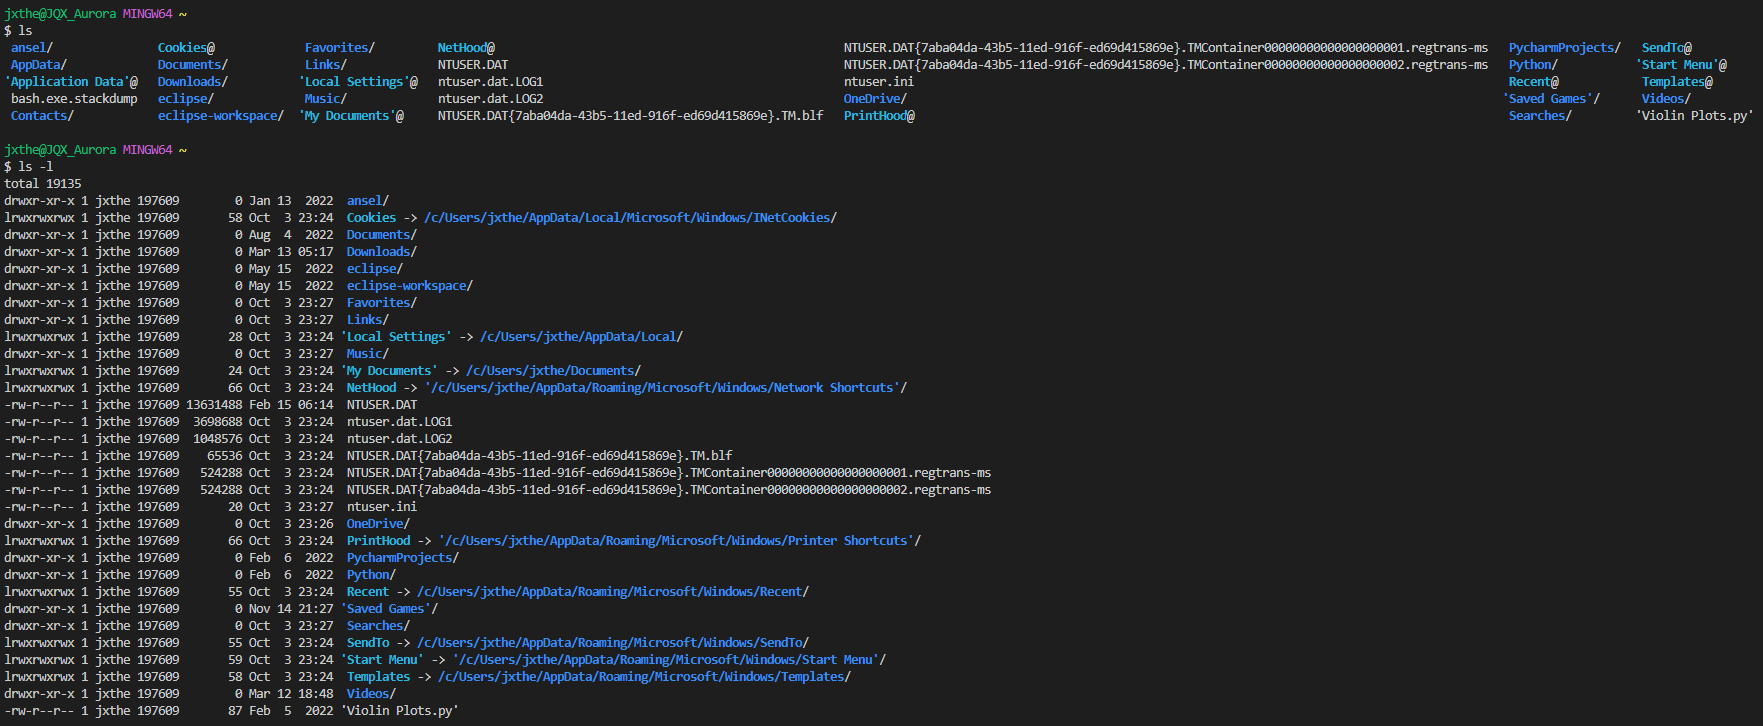 jxthe@JQX_Aurora MINGW64 ~
$ ls
 ansel/             Cookies@            Favorites/         NetHood@                                              NTUSER.DAT{7aba04da-43b5-11ed-916f-ed69d415869e}.TMContainer00000000000000000001.regtrans-ms   PycharmProjects/   SendTo@
 AppData/           Documents/          Links/             NTUSER.DAT                                            NTUSER.DAT{7aba04da-43b5-11ed-916f-ed69d415869e}.TMContainer00000000000000000002.regtrans-ms   Python/           'Start Menu'@
'Application Data'@   Downloads/         'Local Settings'@   ntuser.dat.LOG1                                       ntuser.ini                                                                                     Recent@            Templates@
 bash.exe.stackdump   eclipse/            Music/             ntuser.dat.LOG2                                       OneDrive/                                                                                     'Saved Games'/      Videos/
 Contacts/          eclipse-workspace/  'My Documents'@     NTUSER.DAT{7aba04da-43b5-11ed-916f-ed69d415869e}.TM.blf   PrintHood@                                                                                     Searches/         'Violin Plots.py'
jxthe@JQX_Aurora MINGW64 ~
$ ls -l
total 19135
drwxr-xr-x 1 jxthe 197609        0 Jan 13  2022  ansel/
lrwxrwxrwx 1 jxthe 197609       58 Oct  3 23:24  Cookies -> /c/Users/jxthe/AppData/Local/Microsoft/Windows/INetCookies/
drwxr-xr-x 1 jxthe 197609        0 Aug  4  2022  Documents/
drwxr-xr-x 1 jxthe 197609        0 Mar 13 05:17  Downloads/
drwxr-xr-x 1 jxthe 197609        0 May 15  2022  eclipse/
drwxr-xr-x 1 jxthe 197609        0 May 15  2022  eclipse-workspace/
drwxr-xr-x 1 jxthe 197609        0 Oct  3 23:27  Favorites/
drwxr-xr-x 1 jxthe 197609        0 Oct  3 23:27  Links/
lrwxrwxrwx 1 jxthe 197609       28 Oct  3 23:24 'Local Settings' -> /c/Users/jxthe/AppData/Local/
drwxr-xr-x 1 jxthe 197609        0 Oct  3 23:27  Music/
lrwxrwxrwx 1 jxthe 197609       24 Oct  3 23:24 'My Documents' -> /c/Users/jxthe/Documents/
lrwxrwxrwx 1 jxthe 197609       66 Oct  3 23:24  NetHood -> '/c/Users/jxthe/AppData/Roaming/Microsoft/Windows/Network Shortcuts'/
-rw-r--r-- 1 jxthe 197609 13631488 Feb 15 06:14  NTUSER.DAT
-rw-r--r-- 1 jxthe 197609  3698688 Oct  3 23:24  ntuser.dat.LOG1
-rw-r--r-- 1 jxthe 197609  1048576 Oct  3 23:24  ntuser.dat.LOG2
-rw-r--r-- 1 jxthe 197609    65536 Oct  3 23:24  NTUSER.DAT{7aba04da-43b5-11ed-916f-ed69d415869e}.TM.blf
-rw-r--r-- 1 jxthe 197609   524288 Oct  3 23:24  NTUSER.DAT{7aba04da-43b5-11ed-916f-ed69d415869e}.TMContainer00000000000000000001.regtrans-ms
-rw-r--r-- 1 jxthe 197609   524288 Oct  3 23:24  NTUSER.DAT{7aba04da-43b5-11ed-916f-ed69d415869e}.TMContainer00000000000000000002.regtrans-ms
-rw-r--r-- 1 jxthe 197609       20 Oct  3 23:27  ntuser.ini
drwxr-xr-x 1 jxthe 197609        0 Oct  3 23:26  OneDrive/
lrwxrwxrwx 1 jxthe 197609       66 Oct  3 23:24  PrintHood -> '/c/Users/jxthe/AppData/Roaming/Microsoft/Windows/Printer Shortcuts'/
drwxr-xr-x 1 jxthe 197609        0 Feb  6  2022  PycharmProjects/
drwxr-xr-x 1 jxthe 197609        0 Feb  6  2022  Python/
lrwxrwxrwx 1 jxthe 197609       55 Oct  3 23:24  Recent -> /c/Users/jxthe/AppData/Roaming/Microsoft/Windows/Recent/
drwxr-xr-x 1 jxthe 197609        0 Nov 14 21:27 'Saved Games'/
drwxr-xr-x 1 jxthe 197609        0 Oct  3 23:27  Searches/
lrwxrwxrwx 1 jxthe 197609       55 Oct  3 23:24  SendTo -> /c/Users/jxthe/AppData/Roaming/Microsoft/Windows/SendTo/
lrwxrwxrwx 1 jxthe 197609       59 Oct  3 23:24 'Start Menu' -> '/c/Users/jxthe/AppData/Roaming/Microsoft/Windows/Start Menu'/
lrwxrwxrwx 1 jxthe 197609       58 Oct  3 23:24  Templates -> /c/Users/jxthe/AppData/Roaming/Microsoft/Windows/Templates/
drwxr-xr-x 1 jxthe 197609        0 Mar 12 18:48  Videos/
-rw-r--r-- 1 jxthe 197609       87 Feb  5  2022 'Violin Plots.py'